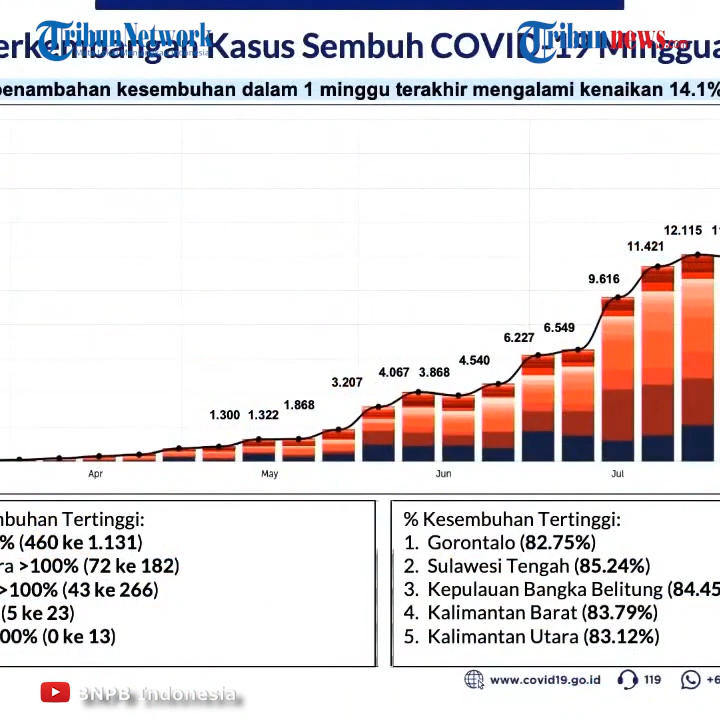 Tribun Network
Tribunnews.com
erkembangan Kasus Sembuh COVID-19 Minggua
penambahan kesembuhan dalam 1 minggu terakhir mengalami kenaikan 14.1%
12.115
11.421
9.616
6.227 6.549
4.540
4.067 3.868
3.207
1.868
1.300 1.322
Apr May Jun Jul
mbuhan Tertinggi:
% (460 ke 1.131)
ra >100% (72 ke 182)
>100% (43 ke 266)
(5 ke 23)
00% (0 ke 13)
% Kesembuhan Tertinggi:
1. Gorontalo (82.75%)
2. Sulawesi Tengah (85.24%)
3. Kepulauan Bangka Belitung (84.45
4. Kalimantan Barat (83.79%)
5. Kalimantan Utara (83.12%)
www.covid19.go.id 119 +6
BNPB Indonesia